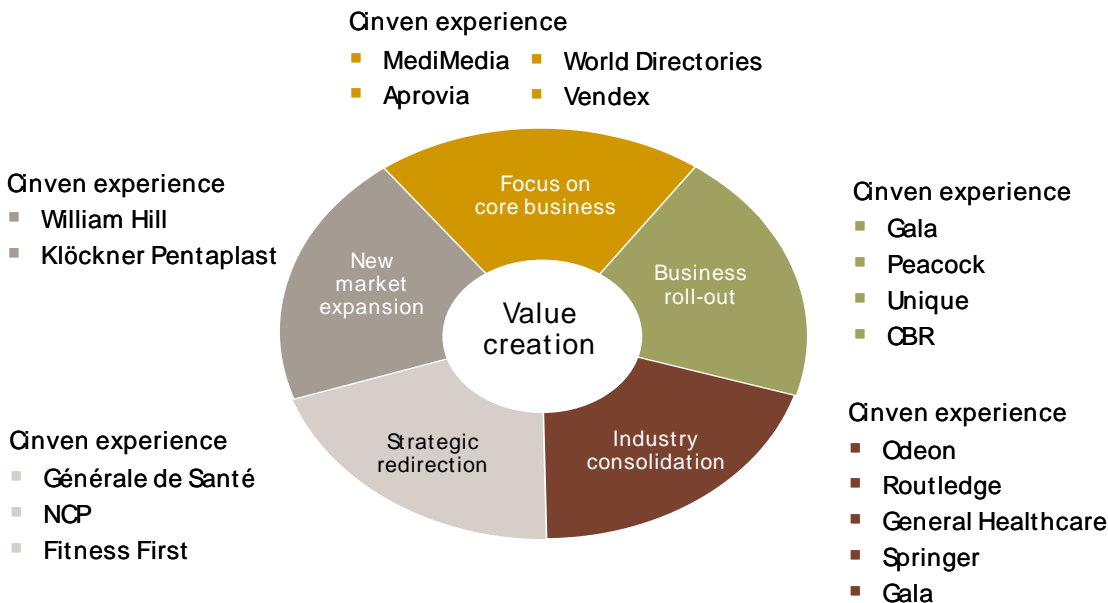 Cinven experience
MediMedia
World Directories
Aprovia
Vendex
Cinven experience
William Hill
Klöckner Pentaplast
Focus on
core business
New
market
expansion
Business
roll-out
Value
creation
Strategic
redirection
Industry
consolidation
Cinven experience
Gala
Peacock
Unique
CBR
Cinven experience
Générale de Santé
NCP
Fitness First
Cinven experience
Odeon
Routledge
General Healthcare
Springer
Gala